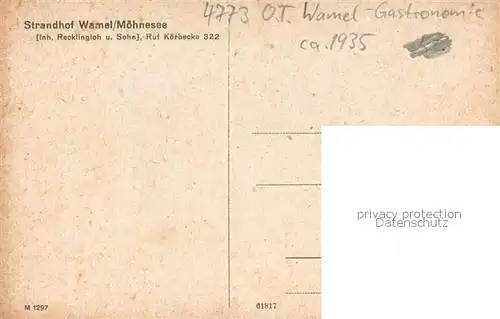 4773 O.T. Wamel - Gastronomie
ca. 1935
Strandhof Wamel/Möhnesee
[Inh. Recklingloh u. Sohn], Ruf Körbecke 322
privacy protection
Datenschutz
M 1297
61817